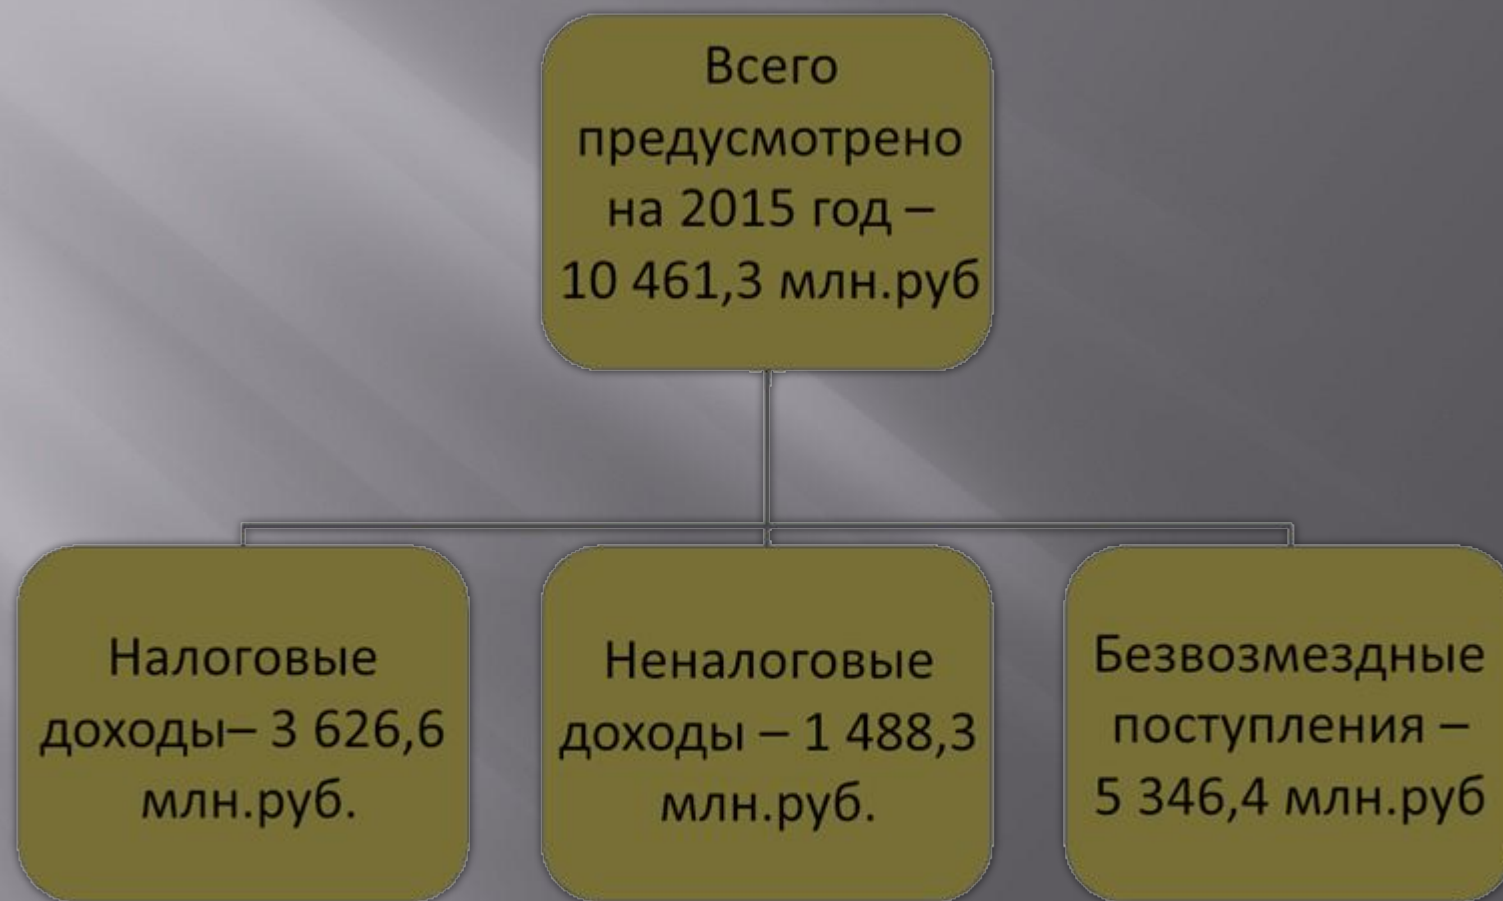 Всего
предусмотрено
на 2015 год –
10 461,3 млн.руб
Налоговые
доходы– 3 626,6
млн.руб.
Неналоговые
доходы – 1 488,3
млн.руб.
Безвозмездные
поступления –
5 346,4 млн.руб